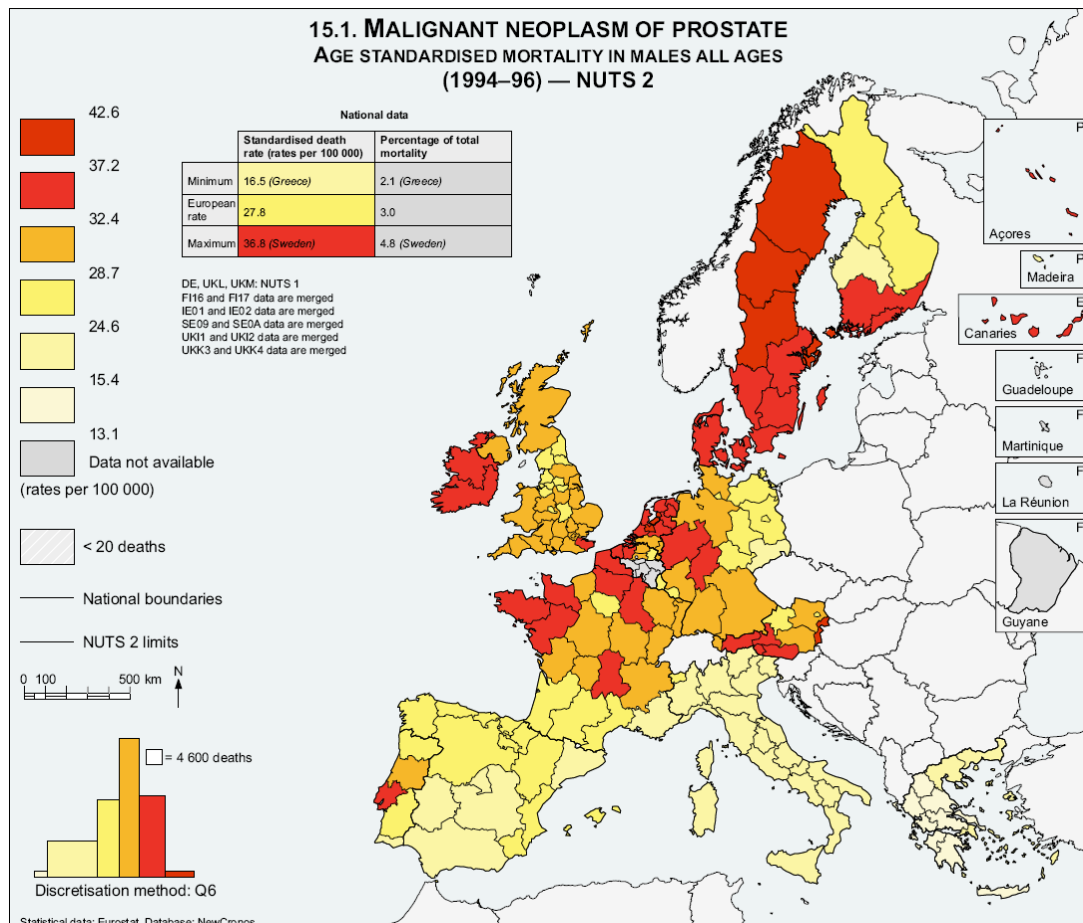 15.1. MALIGNANT NEOPLASM OF PROSTATE
AGE STANDARDISED MORTALITY IN MALES ALL AGES
(1994–96) — NUTS 2
42.6
37.2
32.4
28.7
24.6
15.4
13.1
Data not available
(rates per 100 000)
< 20 deaths
National boundaries
NUTS 2 limits
0 100 500 km
N
National data
Standardised death rate (rates per 100 000) Percentage of total mortality
Minimum 16.5 (Greece) 2.1 (Greece)
European rate 27.8 3.0
Maximum 36.8 (Sweden) 4.8 (Sweden)
DE, UKL, UKM: NUTS 1
FI16 and FI17 data are merged
IE01 and IE02 data are merged
SE09 and SE0A data are merged
UKI1 and UKI2 data are merged
UKK3 and UKK4 data are merged
P
Açores
P
Madeira
E
Canaries
F
Guadeloupe
F
Martinique
F
La Réunion
F
Guyane
= 4 600 deaths
Discretisation method: Q6
Statistical data: Eurostat Database: NewCronos